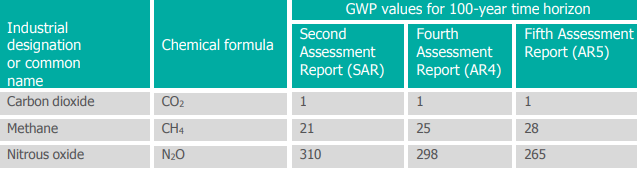 GWP values for 100-year time horizon
Industrial
designation
or common
name
Chemical formula
Second
Assessment
Report (SAR)
Fourth
Assessment
Report (AR4)
Fifth Assessment
Report (AR5)
Carbon dioxide CO₂ 1 1 1
Methane CH₄ 21 25 28
Nitrous oxide N₂O 310 298 265